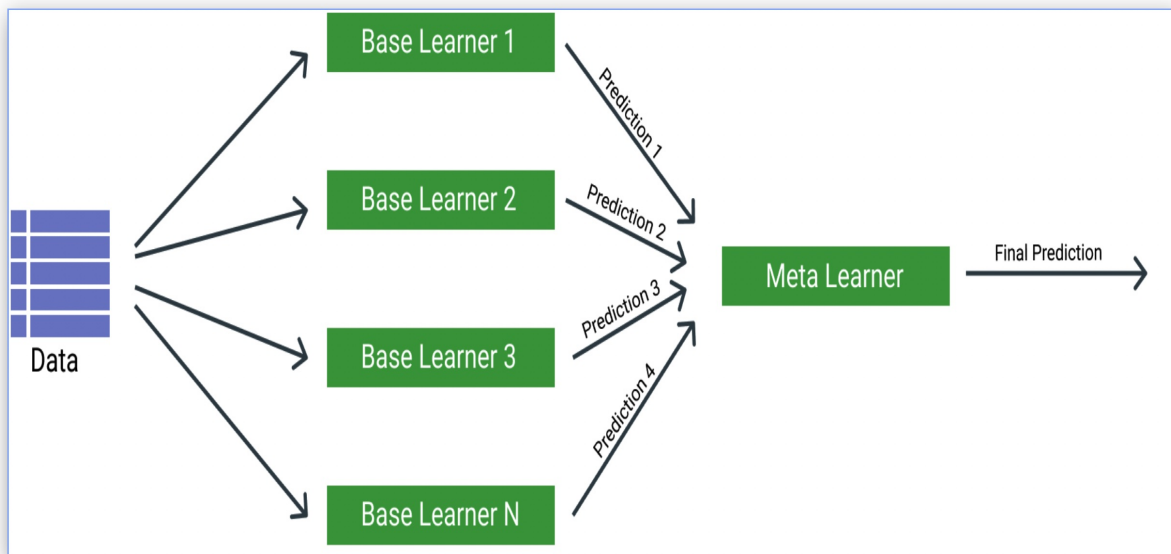 Base Learner 1
Prediction 1
Base Learner 2
Prediction 2
Data
Meta Learner
Final Prediction
Base Learner 3
Prediction 3
Base Learner N
Prediction 4